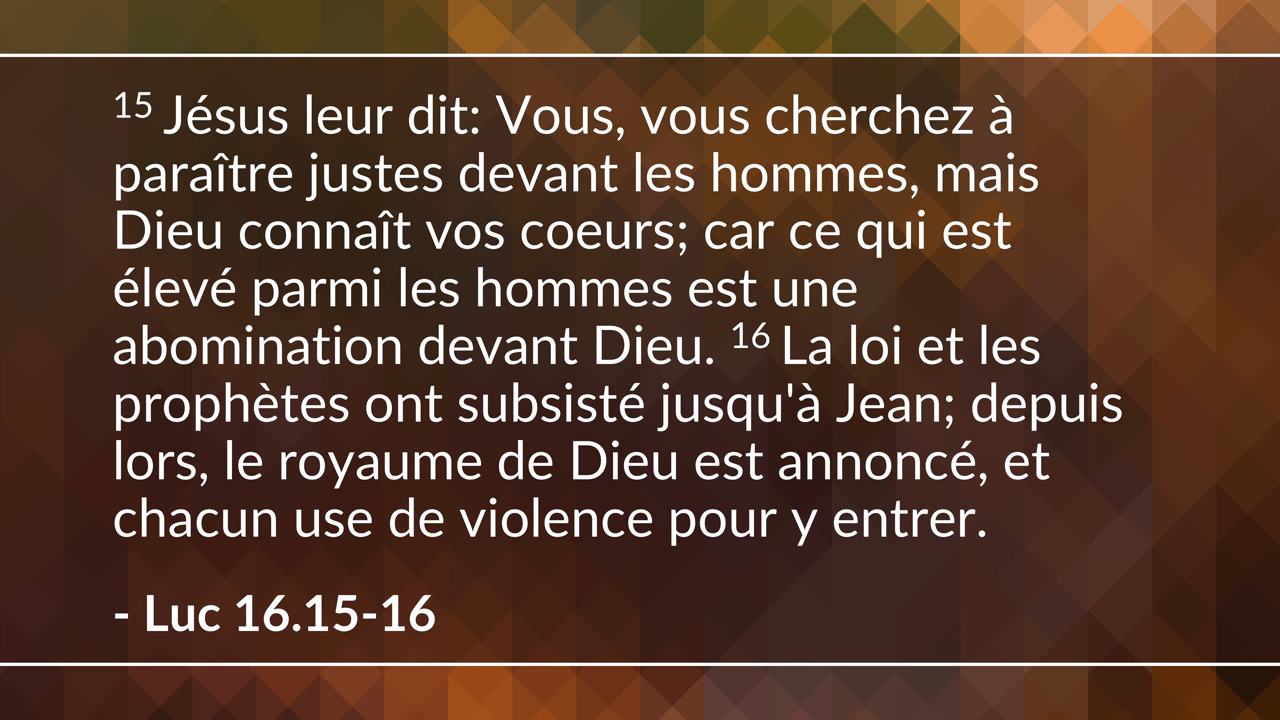 15 Jésus leur dit: Vous, vous cherchez à
paraître justes devant les hommes, mais
Dieu connaît vos coeurs; car ce qui est
élevé parmi les hommes est une
abomination devant Dieu. 16 La loi et les
prophètes ont subsisté jusqu'à Jean; depuis
lors, le royaume de Dieu est annoncé, et
chacun use de violence pour y entrer.
- Luc 16.15-16